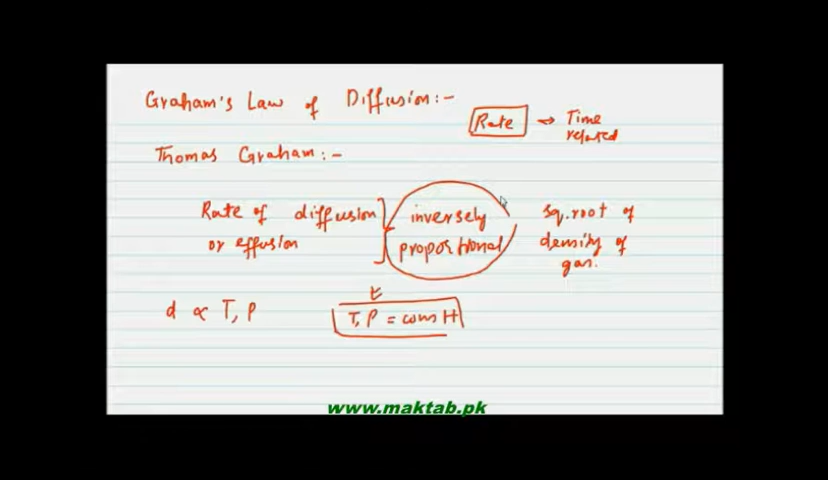 Graham's Law of Diffusion:-
Rate → Time
related
Thomas Graham:-
Rate of diffusion inversely sq.root of
or effusion proportional density of
gas.
t
d ∝ T, P T, P = const
www.maktab.pk